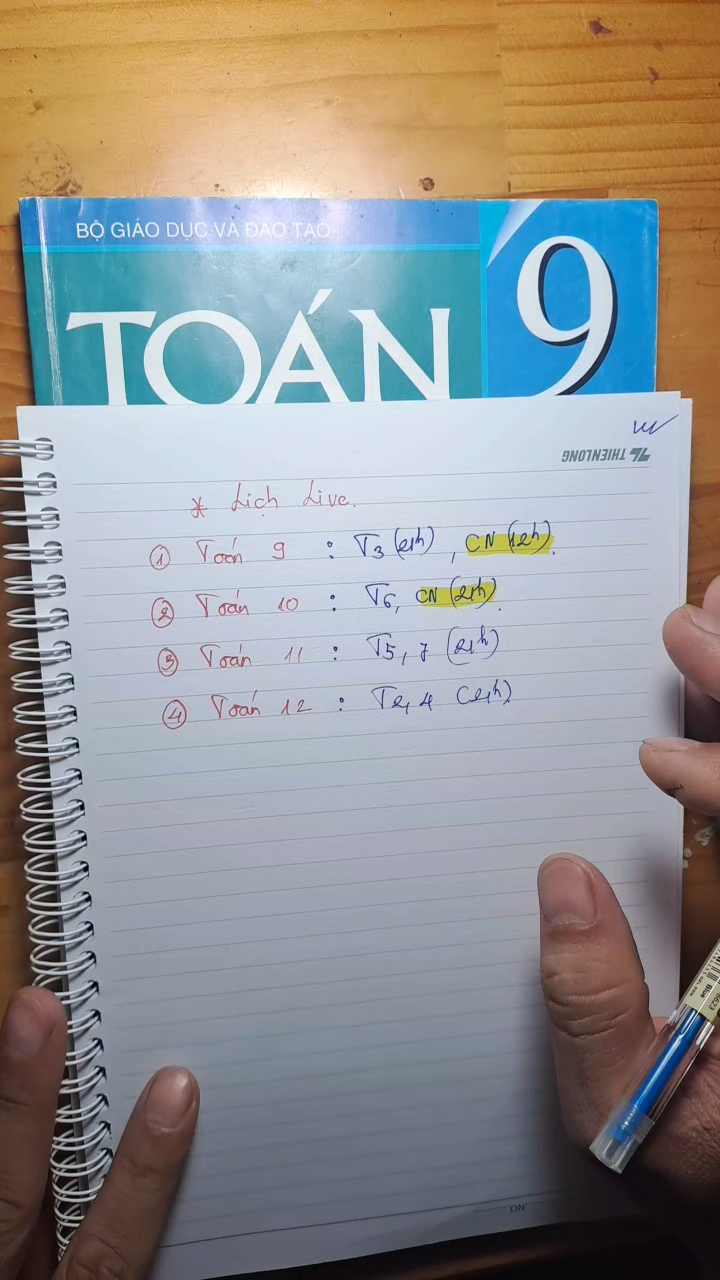 BỘ GIÁO DỤC VÀ ĐÀO TẠO
TOÁN 9
THIENLONG
* Lịch Live.
① Toán 9 : T3 (21h), CN (12h).
② Toán 10 : T6, CN (21h).
③ Toán 11 : T5, 7 (21h)
④ Toán 12 : T2, 4 (21h)
NO